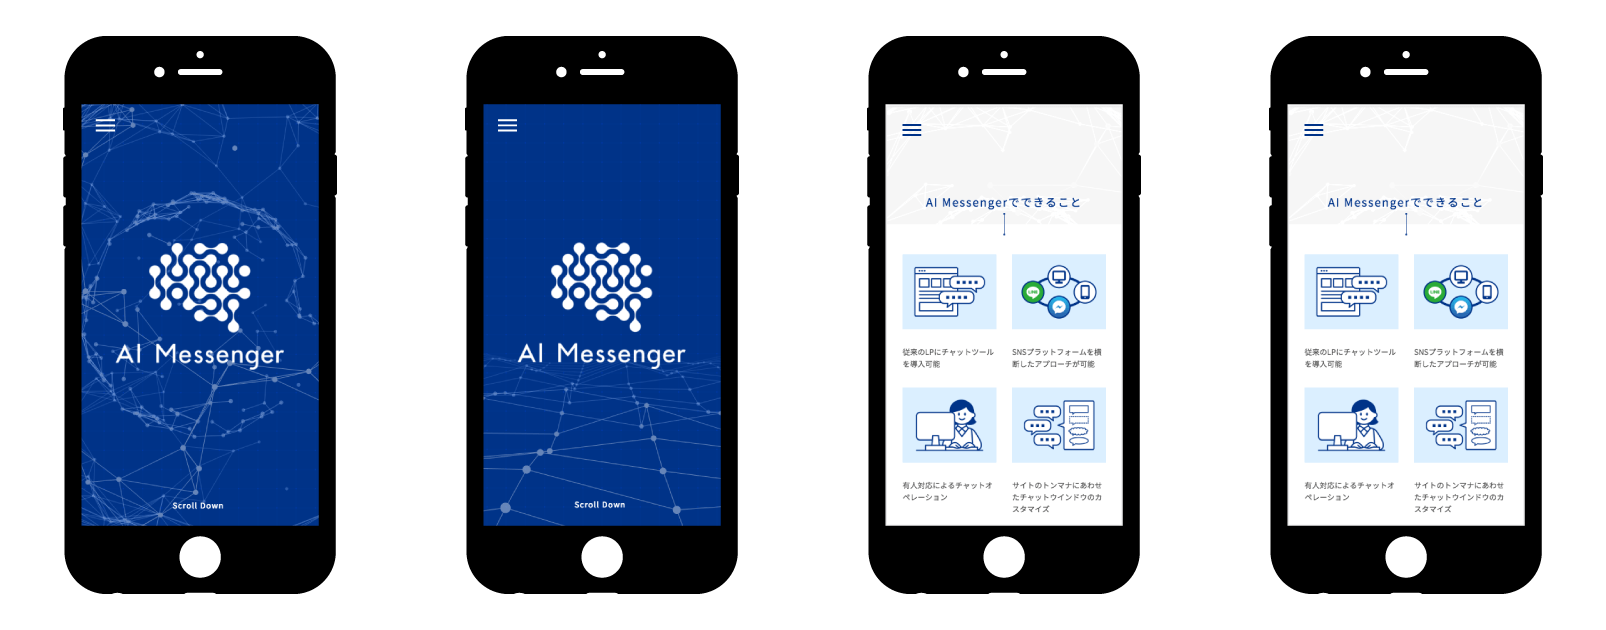 AI Messenger
Scroll Down
AI Messenger
Scroll Down
AI Messengerでできること
LINE
従来のLPにチャットツール
を導入可能
SNSプラットフォームを横
断したアプローチが可能
有人対応によるチャットオ
ペレーション
サイトのトンマナにあわせ
たチャットウインドウのカ
スタマイズ
AI Messengerでできること
LINE
従来のLPにチャットツール
を導入可能
SNSプラットフォームを横
断したアプローチが可能
有人対応によるチャットオ
ペレーション
サイトのトンマナにあわせ
たチャットウインドウのカ
スタマイズ